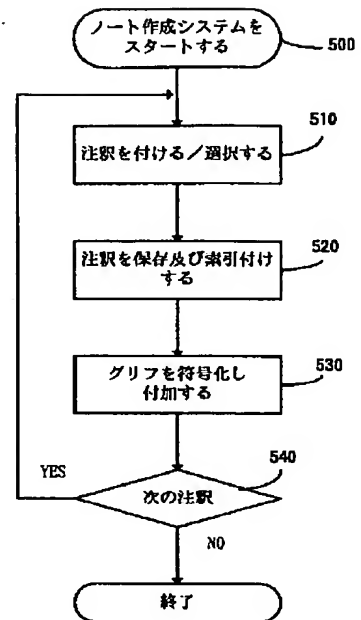 ノート作成システムを
スタートする
500
510
注釈を付ける／選択する
520
注釈を保存及び索引付け
する
530
グリフを符号化し
付加する
540
YES
次の注釈
NO
終了